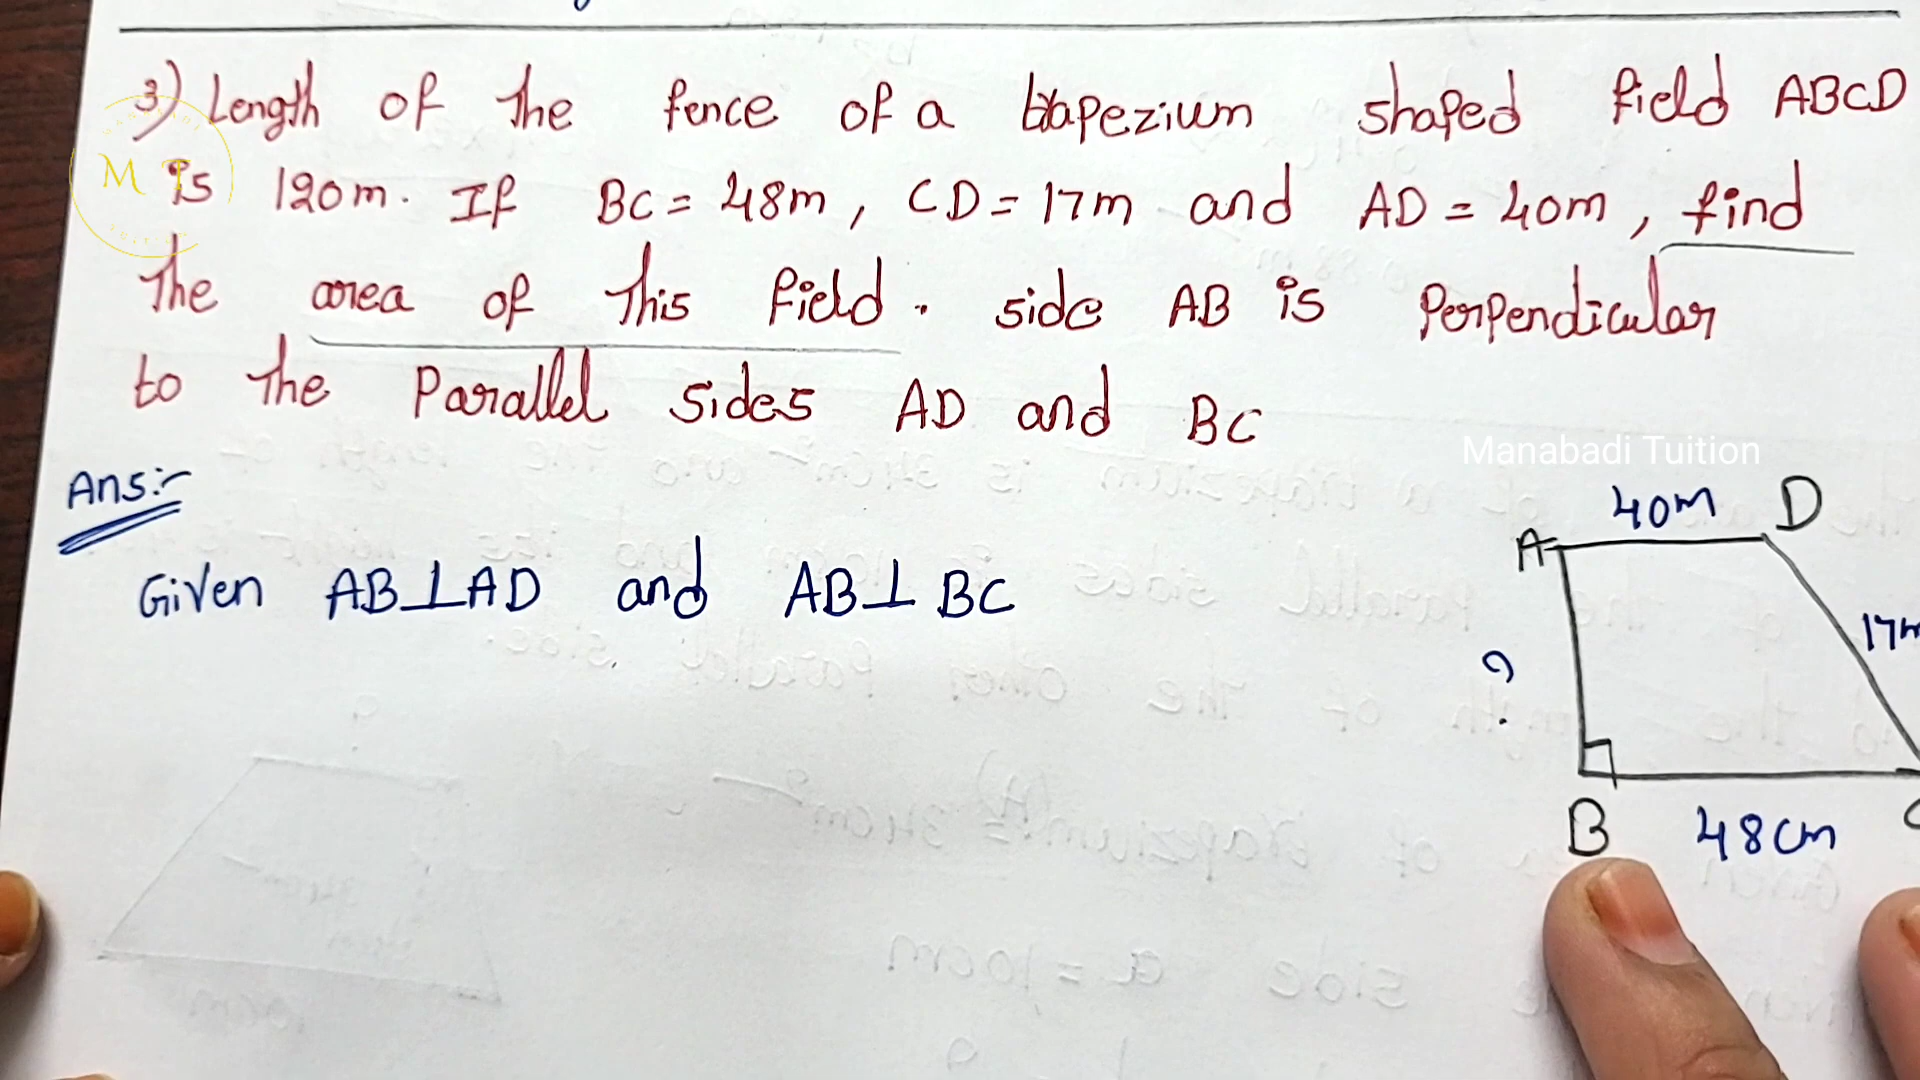 3) Length of the fence of a trapezium shaped field ABCD
is 120m. If BC = 48m, CD = 17m and AD = 40m, find
the area of this field. side AB is Perpendicular
to the Parallel sides AD and BC
Manabadi Tuition
Ans:-
Given AB⊥AD and AB⊥BC
40m
A
D
17m
?
B
48cm
C
M T